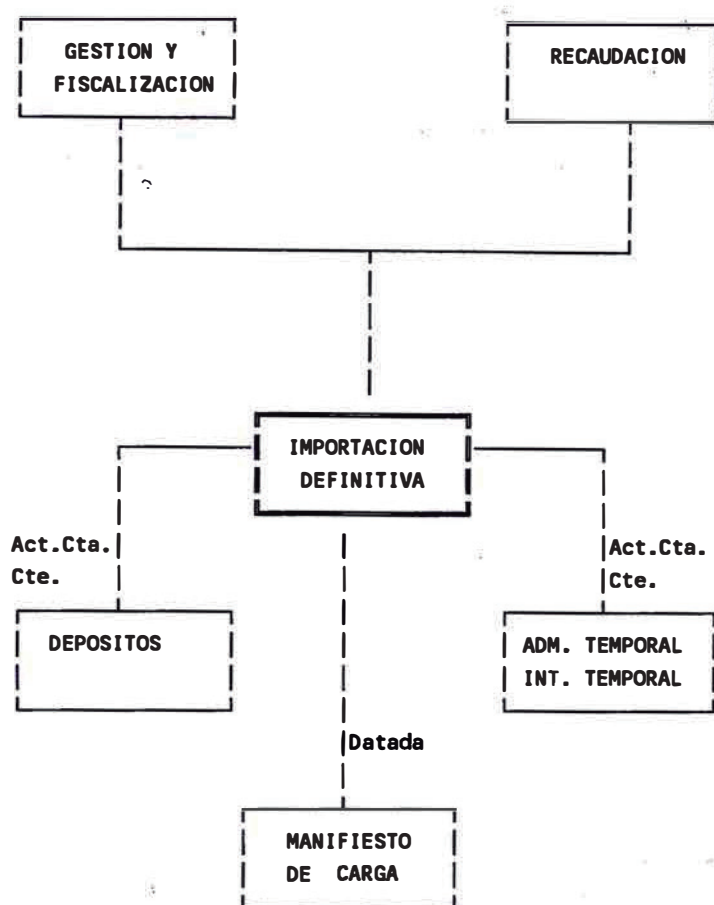 GESTION Y
FISCALIZACION
RECAUDACION
IMPORTACION
DEFINITIVA
Act.Cta.
Cte.
Act.Cta.
Cte.
DEPOSITOS
ADM. TEMPORAL
INT. TEMPORAL
Datada
MANIFIESTO
DE CARGA